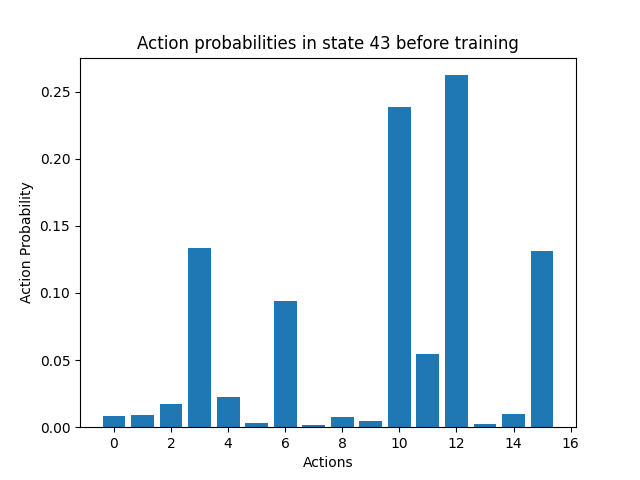 Action probabilities in state 43 before training
0.25
0.20
0.15
0.10
0.05
0.00
Action Probability
0 2 4 6 8 10 12 14 16
Actions